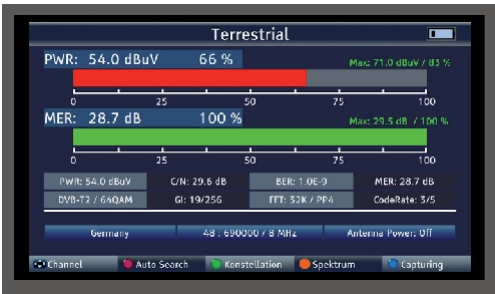 Terrestrial
PWR: 54.0 dBuV 66 % Max: 71.0 dBuV / 83 %
0 25 50 75 100
MER: 28.7 dB 100 % Max: 29.5 dB / 100 %
0 25 50 75 100
PWR: 54.0 dBuV C/N: 29.6 dB BER: 1.0E-9 MER: 28.7 dB
DVB-T2 / 64QAM GI: 19/256 FFT: 32K / PP4 CodeRate: 3/5
Germany 48 : 690000 / 8 MHz Antenna Power: Off
Channel Auto Search Konstellation Spektrum Capturing